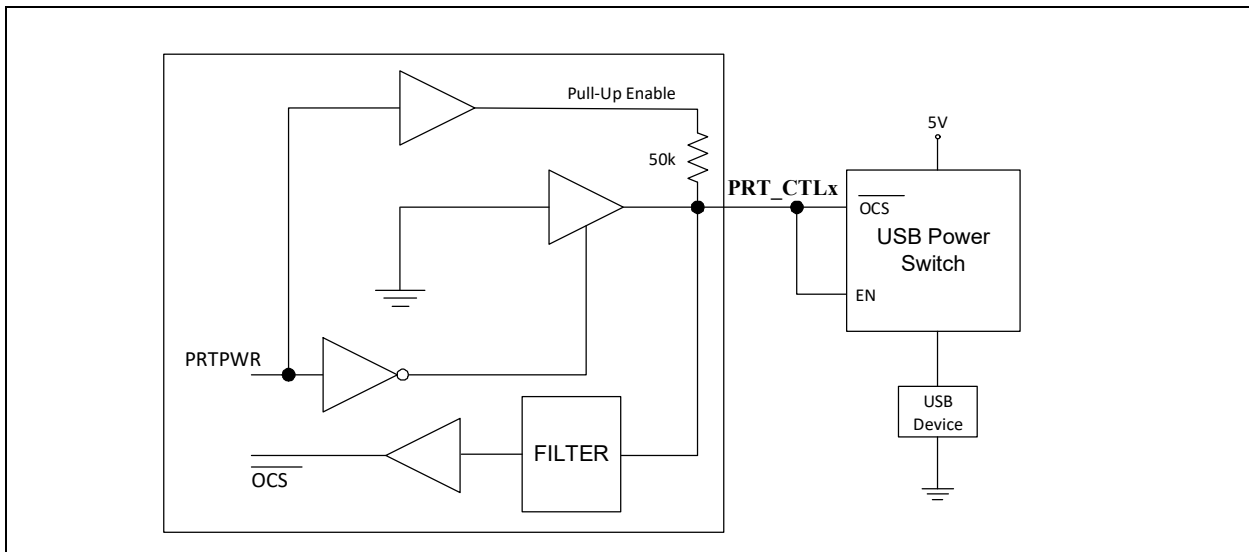 Pull-Up Enable
5V
50k
PRT_CTLx
OCS
USB Power
Switch
EN
PRTPWR
USB
Device
FILTER
OCS